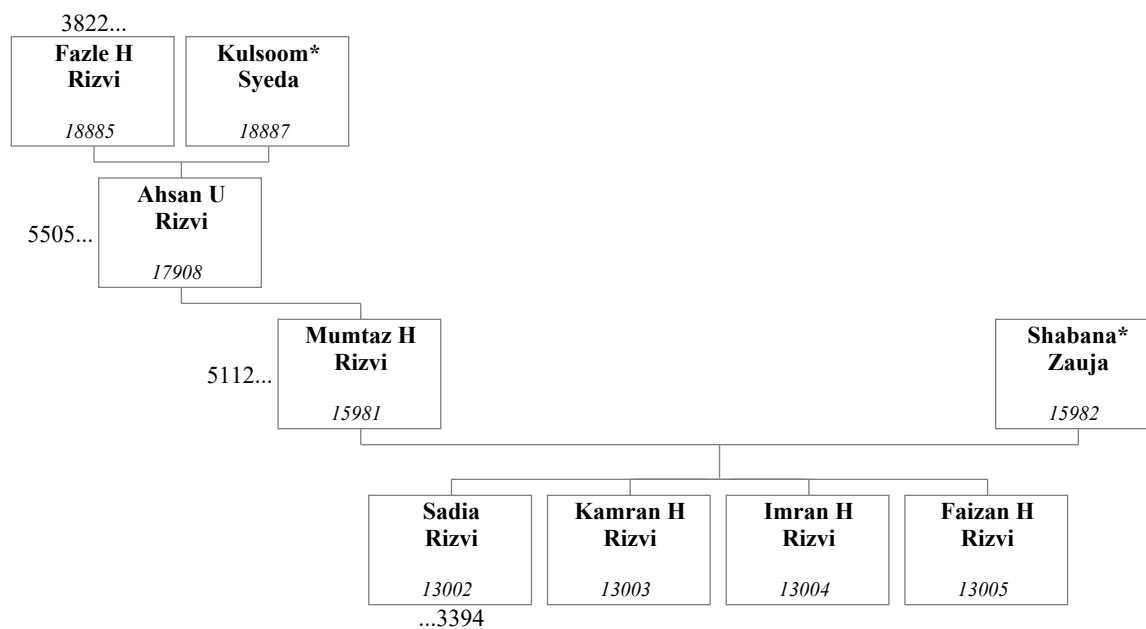 3822...
Fazle H
Rizvi
18885
Kulsoom*
Syeda
18887
5505...
Ahsan U
Rizvi
17908
5112...
Mumtaz H
Rizvi
15981
Shabana*
Zauja
15982
Sadia
Rizvi
13002
...3394
Kamran H
Rizvi
13003
Imran H
Rizvi
13004
Faizan H
Rizvi
13005